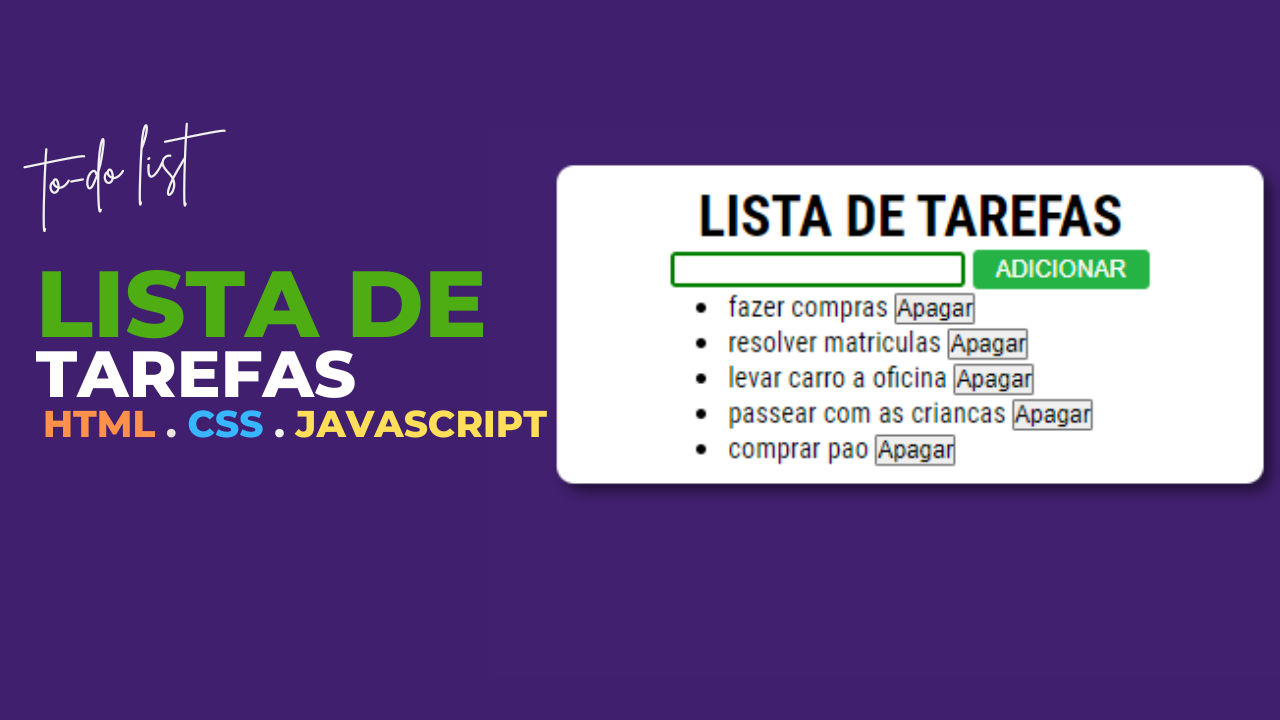 to-do list
LISTA DE
TAREFAS
HTML . CSS . JAVASCRIPT
LISTA DE TAREFAS
ADICIONAR
fazer compras Apagar
resolver matriculas Apagar
levar carro a oficina Apagar
passear com as criancas Apagar
comprar pao Apagar